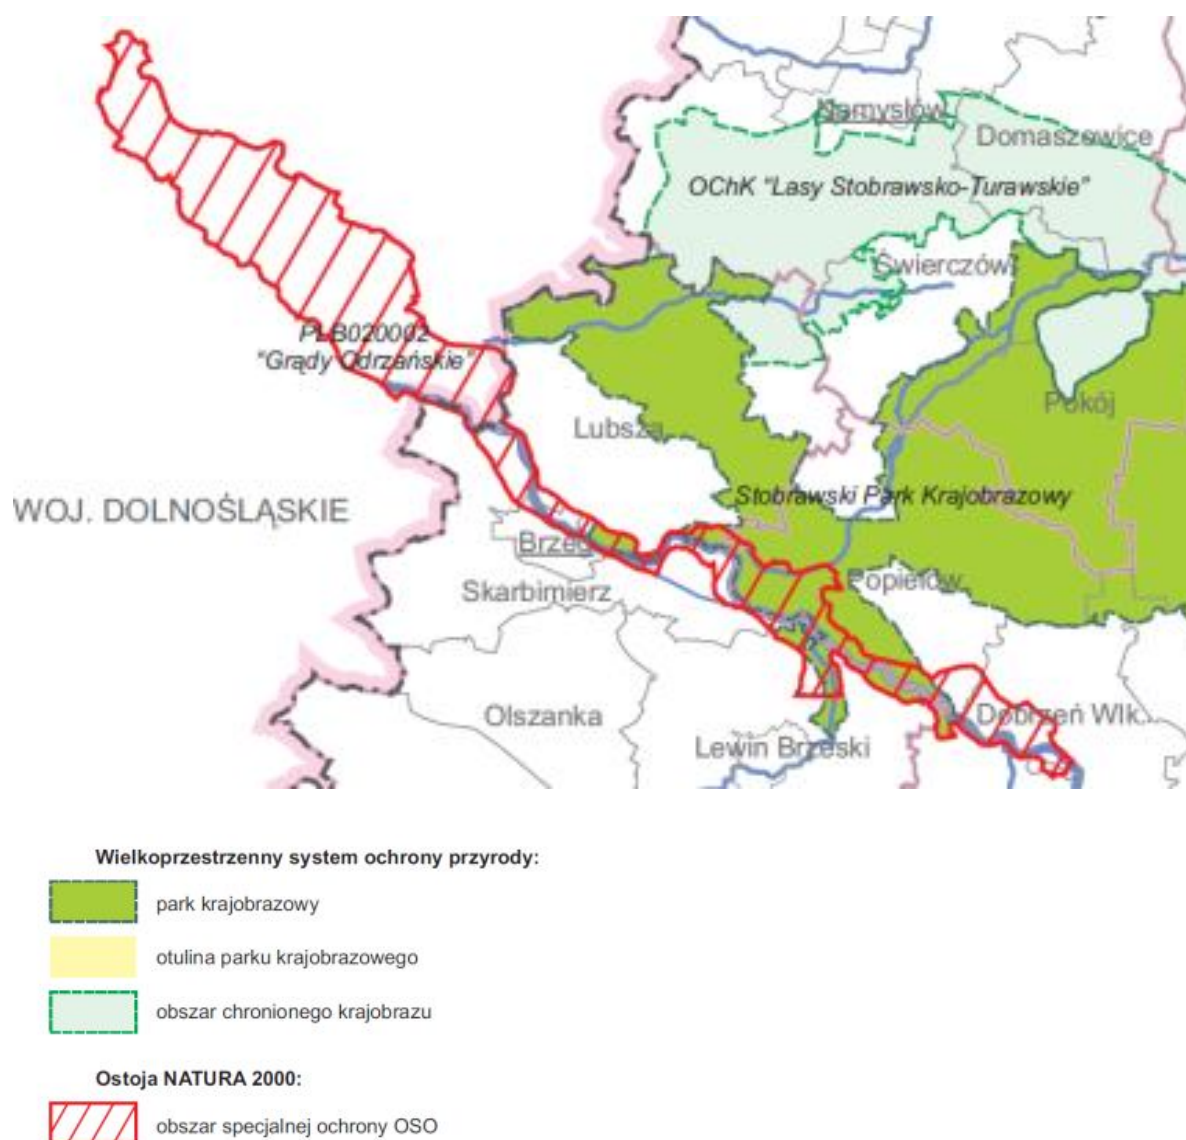 Namysłów
Domaszowice
OChK "Lasy Stobrawsko-Turawskie"
Świerczów
PLB020002
"Grądy Odrzańskie"
Pokój
Lubsza
Stobrawski Park Krajobrazowy
WOJ. DOLNOŚLĄSKIE
Brzeg
Popielów
Skarbimierz
Olszanka
Dobrzeń Wlk.
Lewin Brzeski
Wielkoprzestrzenny system ochrony przyrody:
park krajobrazowy
otulina parku krajobrazowego
obszar chronionego krajobrazu
Ostoja NATURA 2000:
obszar specjalnej ochrony OSO